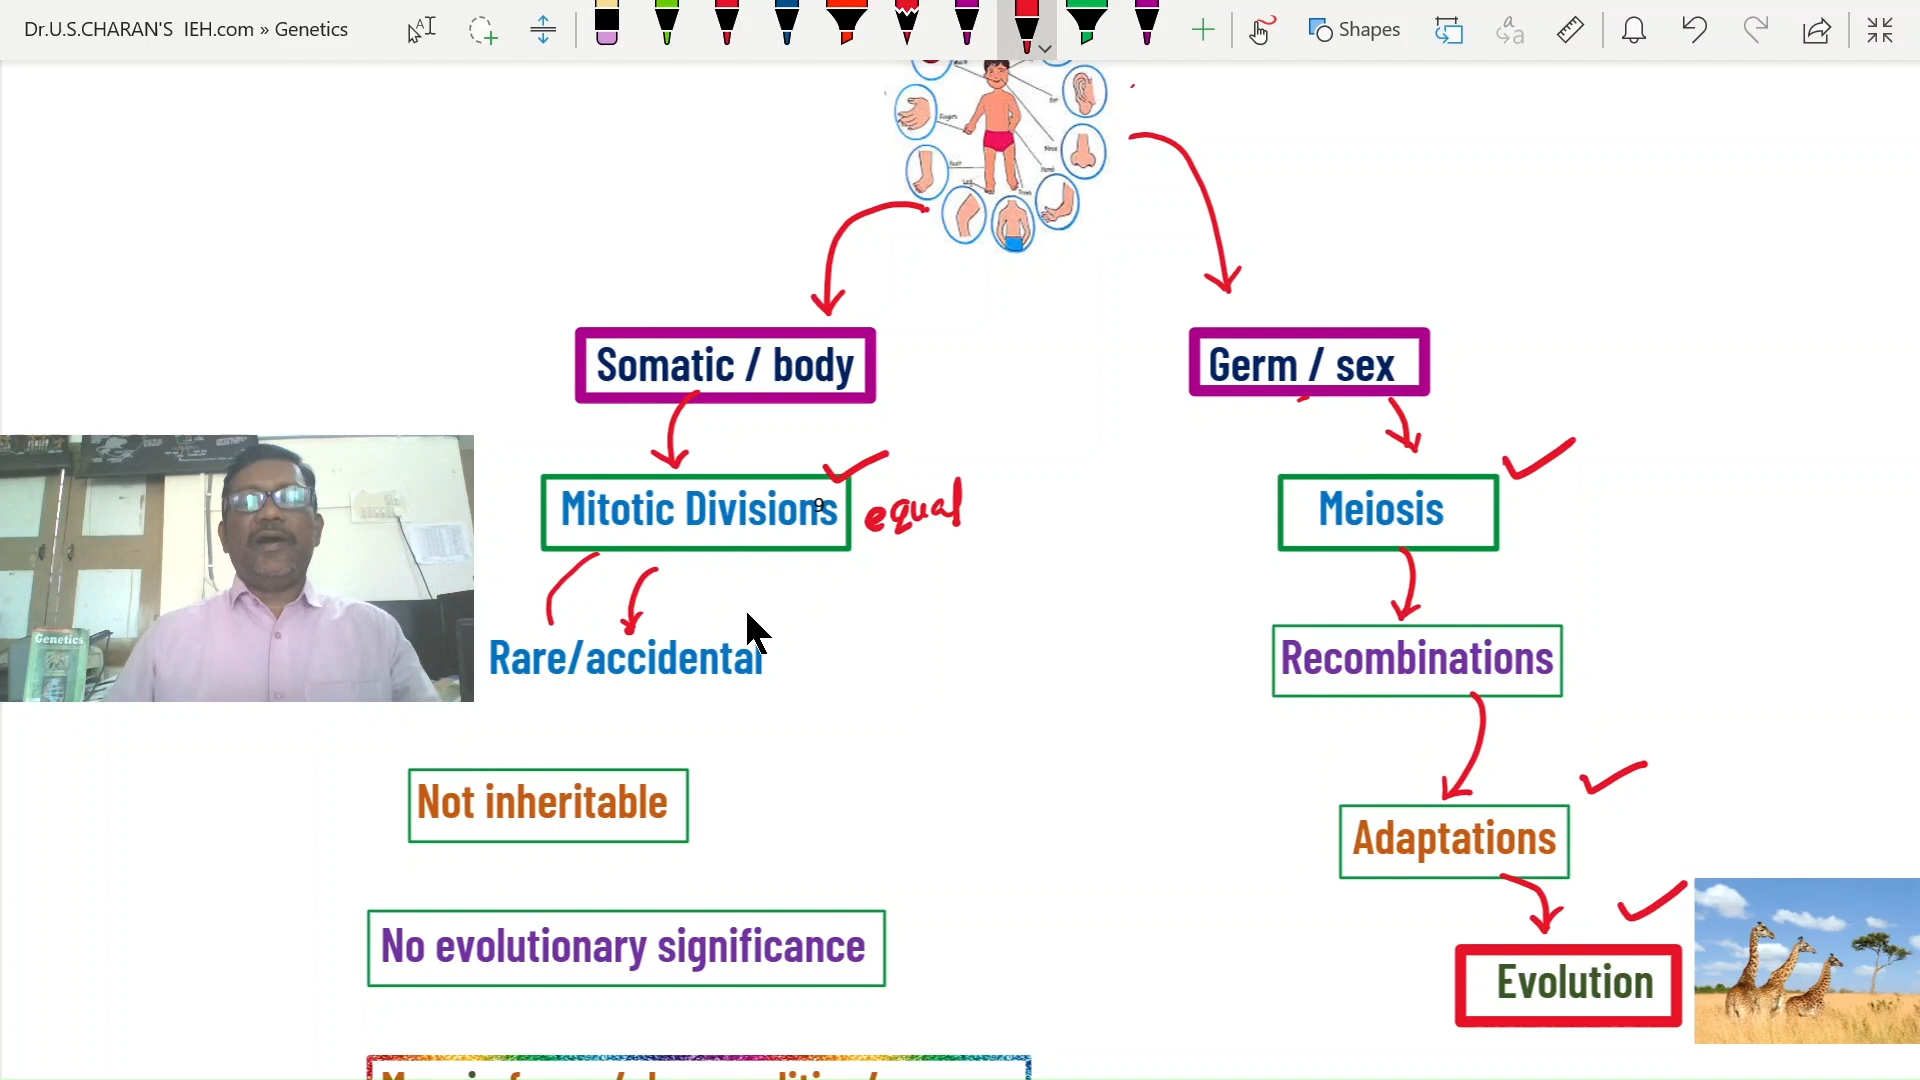 Dr.U.S.CHARAN'S IEH.com » Genetics
Shapes
Somatic / body
Germ / sex
Mitotic Divisions
9
equal
Meiosis
Genetics
Rare/accidental
Recombinations
Not inheritable
Adaptations
No evolutionary significance
Evolution